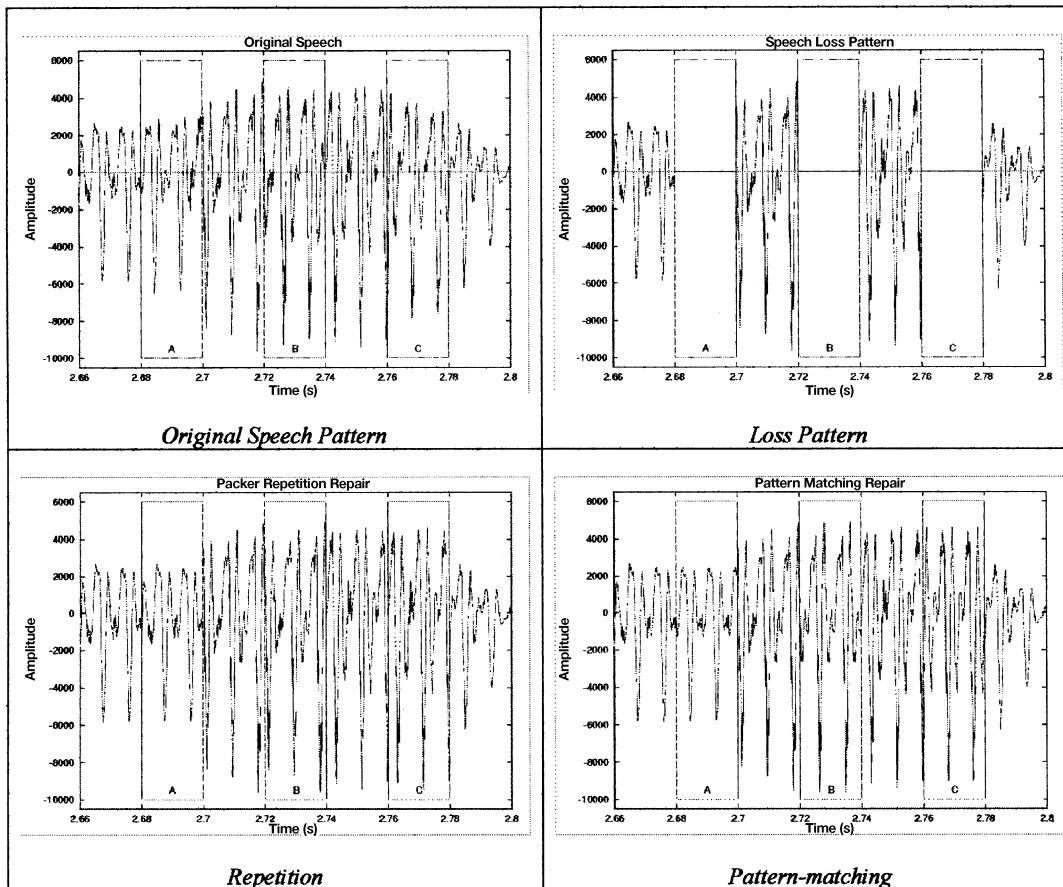 Original Speech
6000
4000
2000
0
-2000
-4000
-6000
-8000
-10000
Amplitude
A
B
C
2.66 2.68 2.7 2.72 2.74 2.76 2.78 2.8
Time (s)
Original Speech Pattern
Speech Loss Pattern
6000
4000
2000
0
-2000
-4000
-6000
-8000
-10000
Amplitude
A
B
C
2.66 2.68 2.7 2.72 2.74 2.76 2.78 2.8
Time (s)
Loss Pattern
Packer Repetition Repair
6000
4000
2000
0
-2000
-4000
-6000
-8000
-10000
Amplitude
A
B
C
2.66 2.68 2.7 2.72 2.74 2.76 2.78 2.8
Time (s)
Repetition
Pattern Matching Repair
6000
4000
2000
0
-2000
-4000
-6000
-8000
-10000
Amplitude
A
B
C
2.66 2.68 2.7 2.72 2.74 2.76 2.78 2.8
Time (s)
Pattern-matching